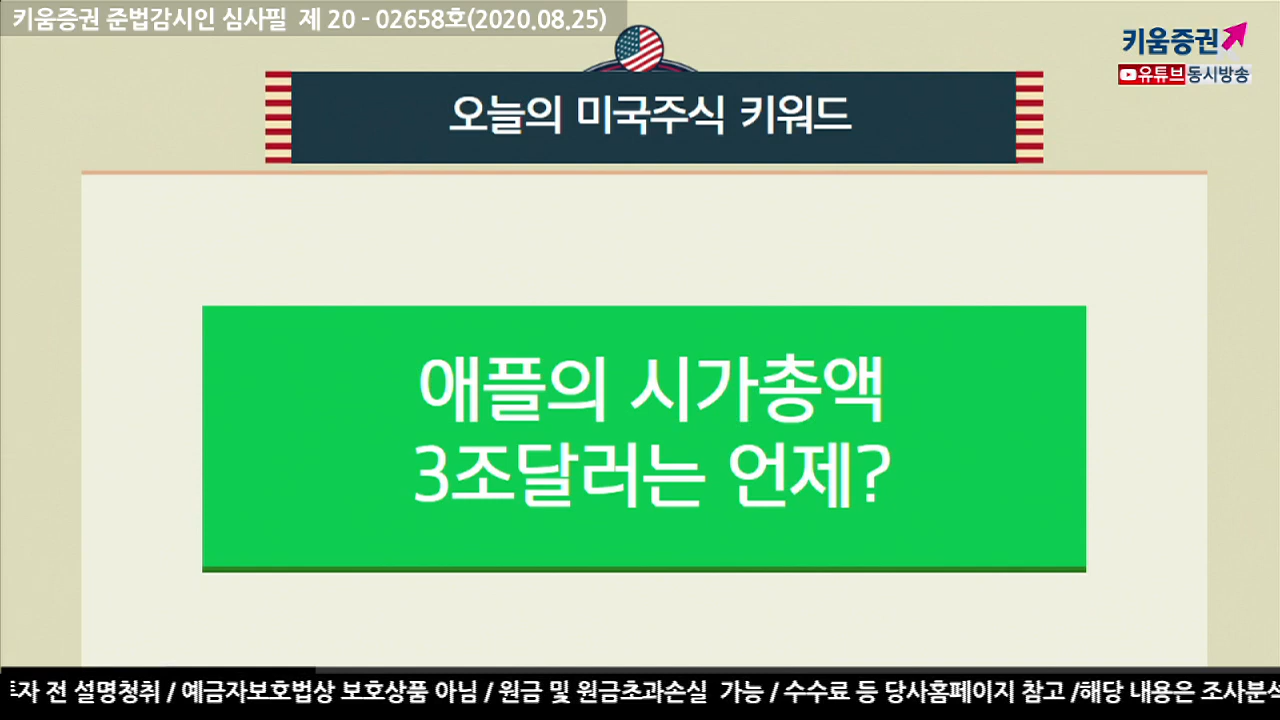 키움증권 준법감시인 심사필 제 20 - 02658호(2020.08.25)
키움증권
유튜브동시방송
오늘의 미국주식 키워드
애플의 시가총액
3조달러는 언제?
전 설명청취 / 예금자보호법상 보호상품 아님 / 원금 및 원금초과손실 가능 / 수수료 등 당사홈페이지 참고 /해당 내용은 조사분석